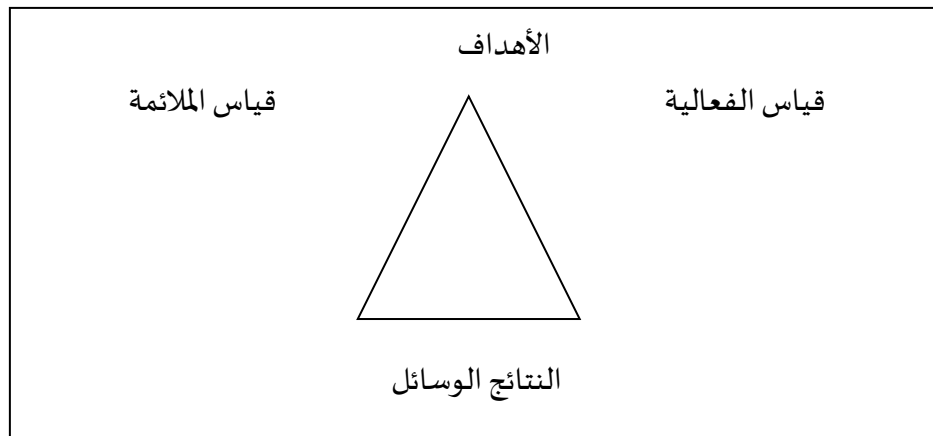 الأهداف
قياس الفعالية قياس الملائمة
النتائج الوسائل